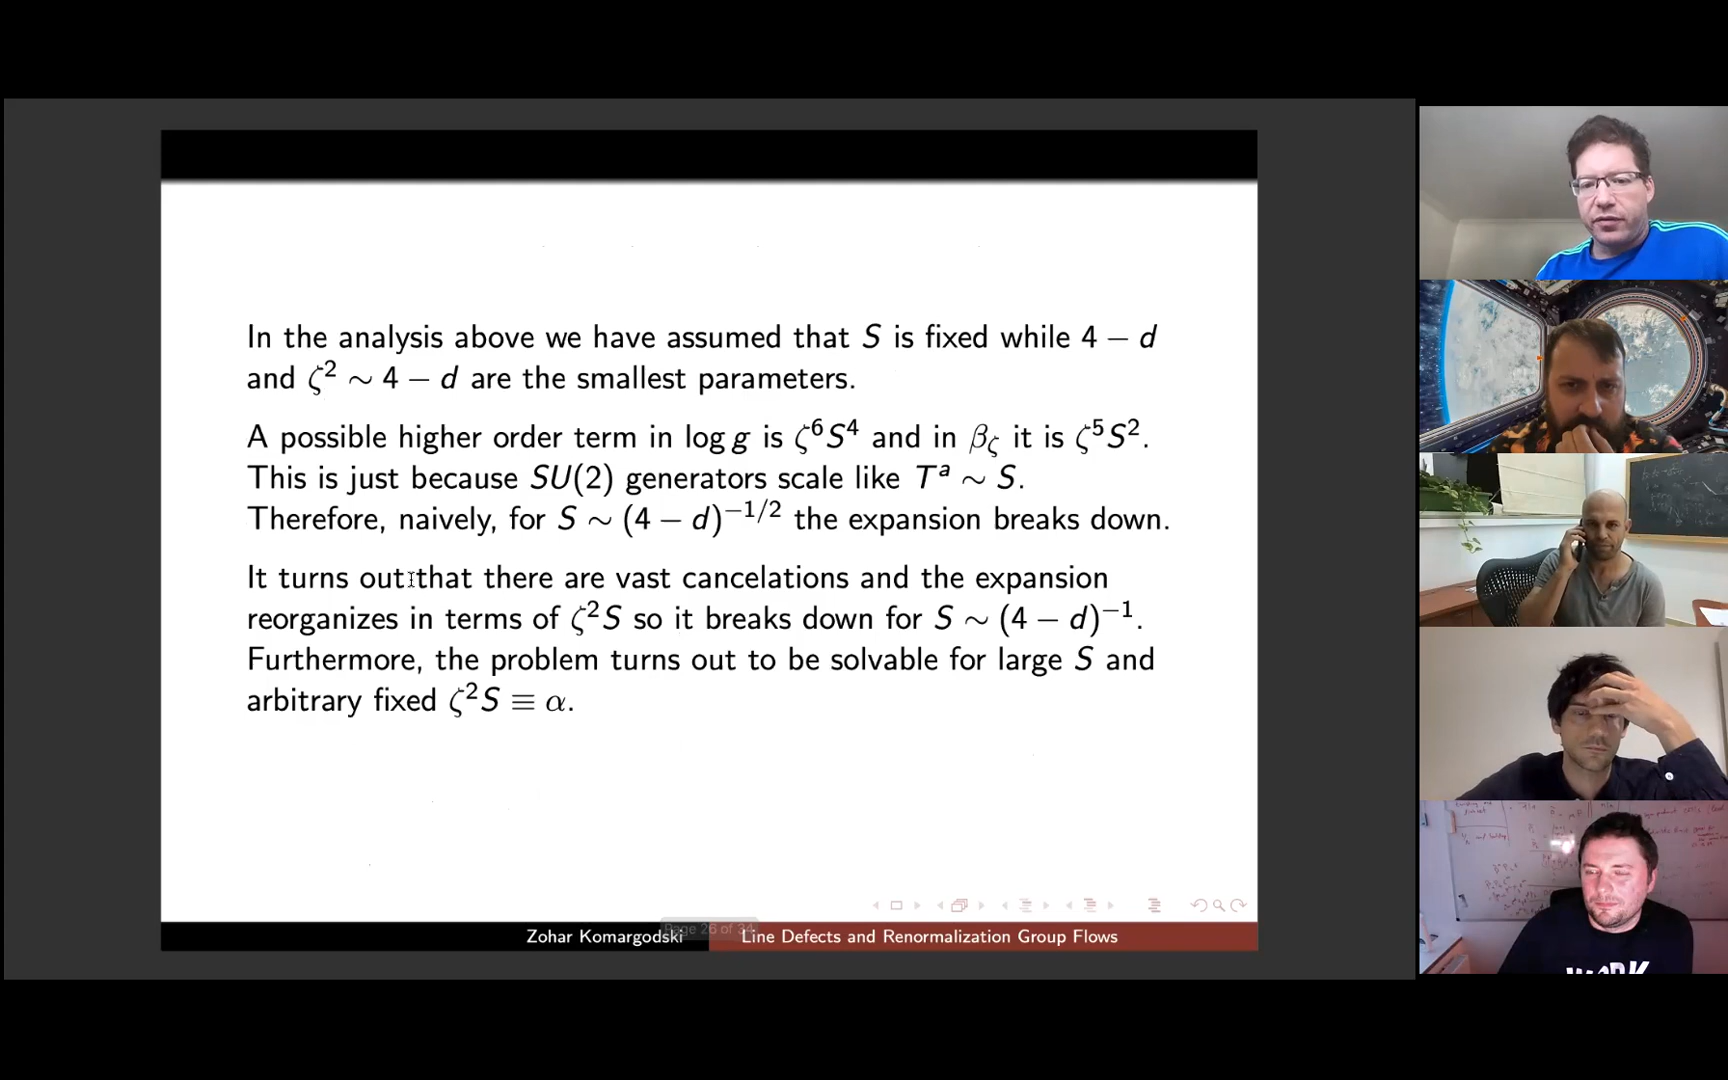 In the analysis above we have assumed that S is fixed while 4 − d
and ζ² ∼ 4 − d are the smallest parameters.
A possible higher order term in log g is ζ⁶S⁴ and in β_ζ it is ζ⁵S².
This is just because SU(2) generators scale like Tᵃ ∼ S.
Therefore, naively, for S ∼ (4 − d)^{−1/2} the expansion breaks down.
It turns out that there are vast cancelations and the expansion
reorganizes in terms of ζ²S so it breaks down for S ∼ (4 − d)^{−1}.
Furthermore, the problem turns out to be solvable for large S and
arbitrary fixed ζ²S ≡ α.
Page 26 of 34
Zohar Komargodski
Line Defects and Renormalization Group Flows